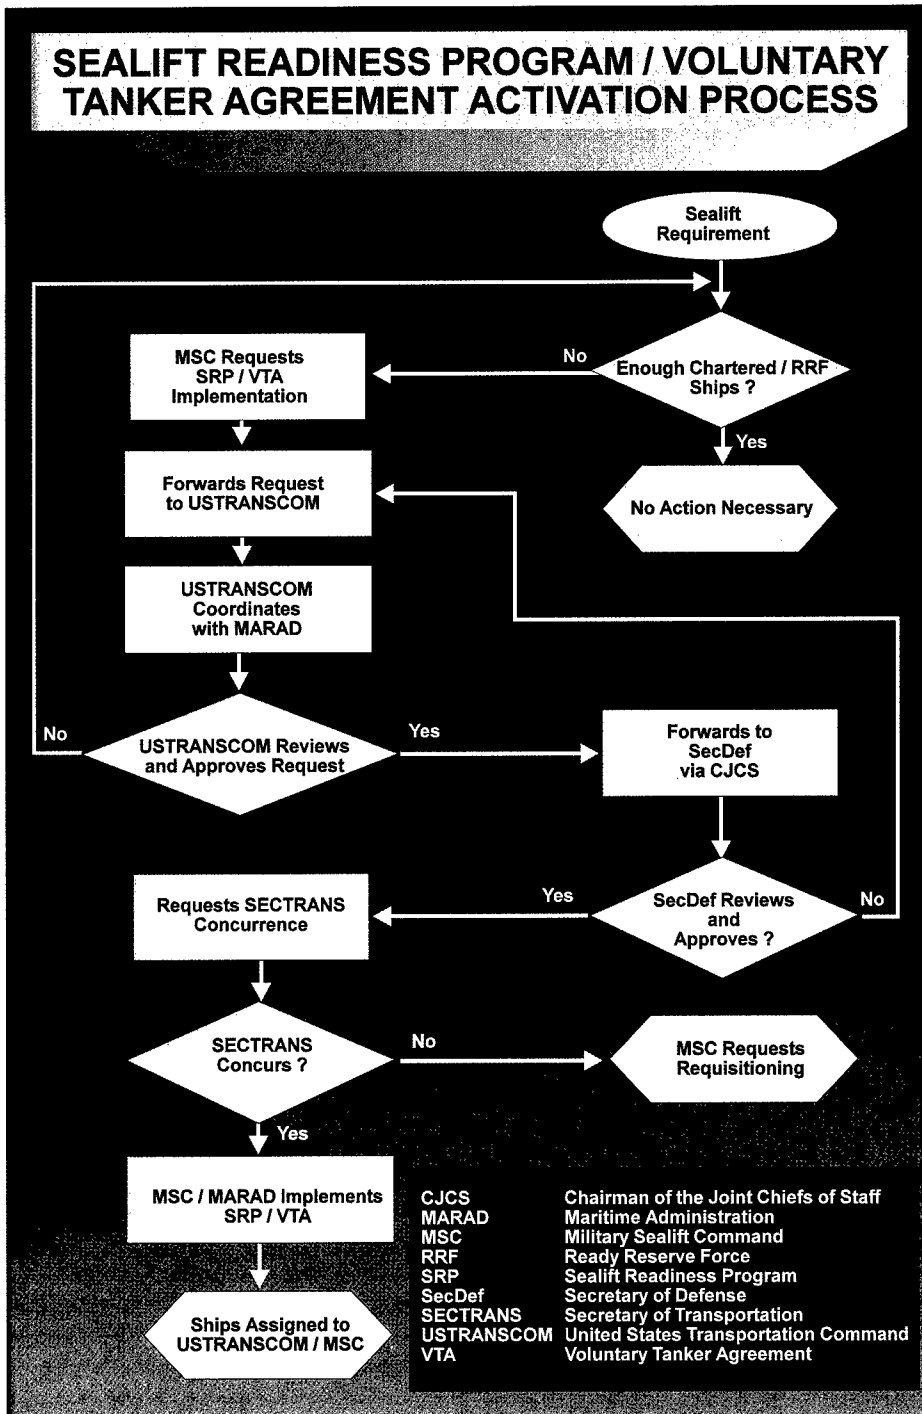 SEALIFT READINESS PROGRAM / VOLUNTARY
TANKER AGREEMENT ACTIVATION PROCESS
Sealift
Requirement
Enough Chartered / RRF
Ships ?
No
Yes
No Action Necessary
MSC Requests
SRP / VTA
Implementation
Forwards Request
to USTRANSCOM
USTRANSCOM
Coordinates
with MARAD
USTRANSCOM Reviews
and Approves Request
No
Yes
Forwards to
SecDef
via CJCS
SecDef Reviews
and
Approves ?
No
Yes
Requests SECTRANS
Concurrence
SECTRANS
Concurs ?
No
MSC Requests
Requisitioning
Yes
MSC / MARAD Implements
SRP / VTA
Ships Assigned to
USTRANSCOM / MSC
CJCS Chairman of the Joint Chiefs of Staff
MARAD Maritime Administration
MSC Military Sealift Command
RRF Ready Reserve Force
SRP Sealift Readiness Program
SecDef Secretary of Defense
SECTRANS Secretary of Transportation
USTRANSCOM United States Transportation Command
VTA Voluntary Tanker Agreement